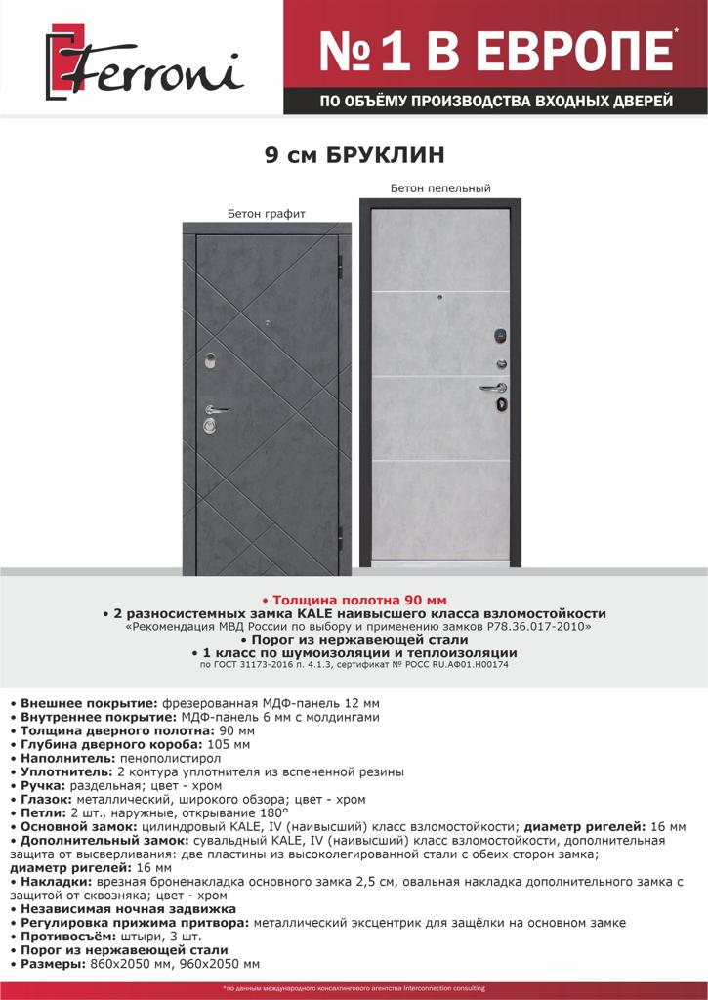 Ferroni
№1 В ЕВРОПЕ*
ПО ОБЪЁМУ ПРОИЗВОДСТВА ВХОДНЫХ ДВЕРЕЙ
9 см БРУКЛИН
Бетон пепельный
Бетон графит
• Толщина полотна 90 мм
• 2 разносистемных замка KALE наивысшего класса взломостойкости
«Рекомендация МВД России по выбору и применению замков Р78.36.017-2010»
• Порог из нержавеющей стали
• 1 класс по шумоизоляции и теплоизоляции
по ГОСТ 31173-2016 п. 4.1.3, сертификат № РОСС RU.АФ01.Н00174
• Внешнее покрытие: фрезерованная МДФ-панель 12 мм
• Внутреннее покрытие: МДФ-панель 6 мм с молдингами
• Толщина дверного полотна: 90 мм
• Глубина дверного короба: 105 мм
• Наполнитель: пенополистирол
• Уплотнитель: 2 контура уплотнителя из вспененной резины
• Ручка: раздельная; цвет - хром
• Глазок: металлический, широкого обзора; цвет - хром
• Петли: 2 шт., наружные, открывание 180°
• Основной замок: цилиндровый KALE, IV (наивысший) класс взломостойкости; диаметр ригелей: 16 мм
• Дополнительный замок: сувальдный KALE, IV (наивысший) класс взломостойкости, дополнительная
защита от высверливания: две пластины из высоколегированной стали с обеих сторон замка;
диаметр ригелей: 16 мм
• Накладки: врезная броненакладка основного замка 2,5 см, овальная накладка дополнительного замка с
защитой от сквозняка; цвет - хром
• Независимая ночная задвижка
• Регулировка прижима притвора: металлический эксцентрик для защёлки на основном замке
• Противосъём: штыри, 3 шт.
• Порог из нержавеющей стали
• Размеры: 860х2050 мм, 960х2050 мм
*по данным международного консалтингового агентства Interconnection consulting